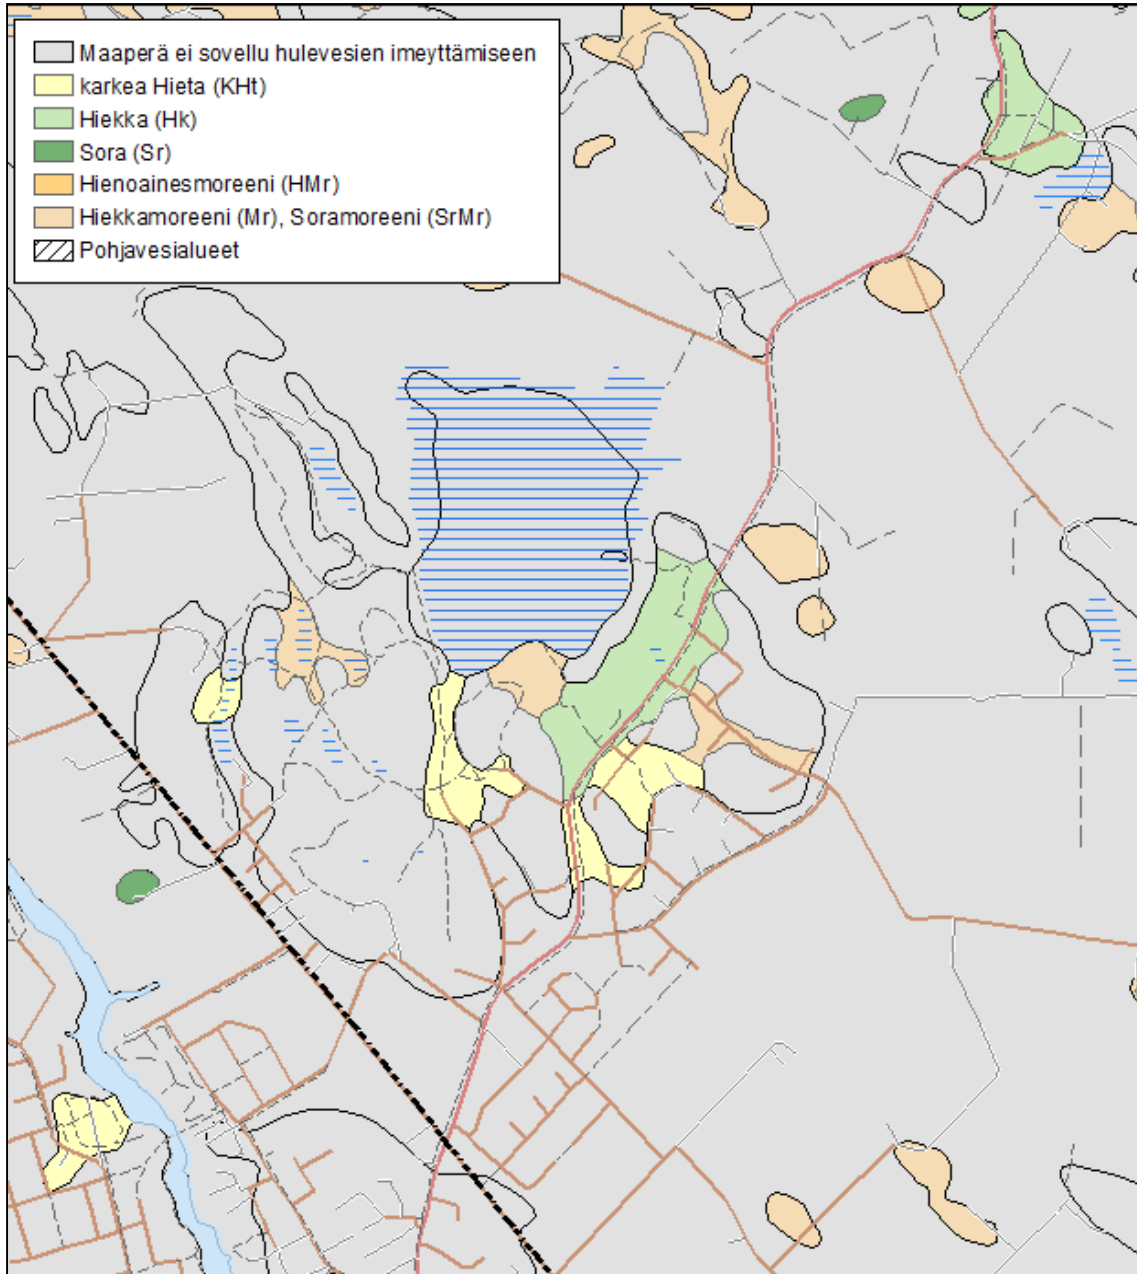 Maaperä ei sovellu hulevesien imeyttämiseen
karkea Hieta (KHt)
Hiekka (Hk)
Sora (Sr)
Hienoainesmoreeni (HMr)
Hiekkamoreeni (Mr), Soramoreeni (SrMr)
Pohjavesialueet